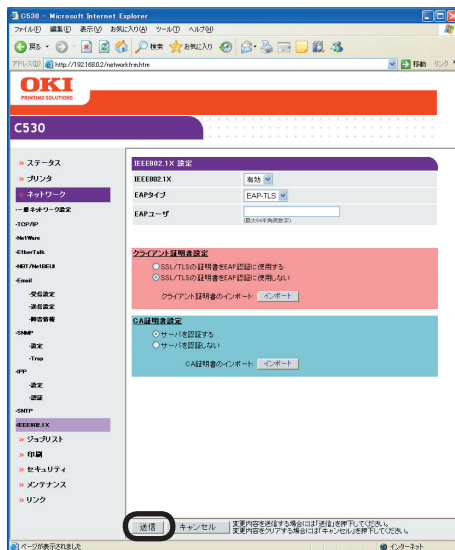 C530 - Microsoft Internet Explorer
ファイル(F) 編集(E) 表示(V) お気に入り(A) ツール(T) ヘルプ(H)
戻る 検索 お気に入り
アドレス(D) http://192.168.0.2/networkfrm.htm 移動 リンク
OKI
PRINTING SOLUTIONS
C530
» ステータス
» プリンタ
» ネットワーク
-一般ネットワーク設定
-TCP/IP
-NetWare
-EtherTalk
-NBT/NetBEUI
-Email
-受信設定
-送信設定
-障害情報
-SNMP
-設定
-Trap
-IPP
-設定
-認証
-SNTP
-IEEE802.1X
» ジョブリスト
» 印刷
» セキュリティ
» メンテナンス
» リンク
IEEE802.1X 設定
IEEE802.1X 有効
EAPタイプ EAP-TLS
EAPユーザ
(最大64半角英数字)
クライアント証明書設定
SSL/TLSの証明書をEAP認証に使用する
SSL/TLSの証明書をEAP認証に使用しない
クライアント証明書のインポート: インポート
CA証明書設定
サーバを認証する
サーバを認証しない
CA証明書のインポート: インポート
送信 キャンセル
変更内容を送信する場合には「送信」を押下してください。
変更内容をクリアする場合には「キャンセル」を押下してください。
ページが表示されました インターネット